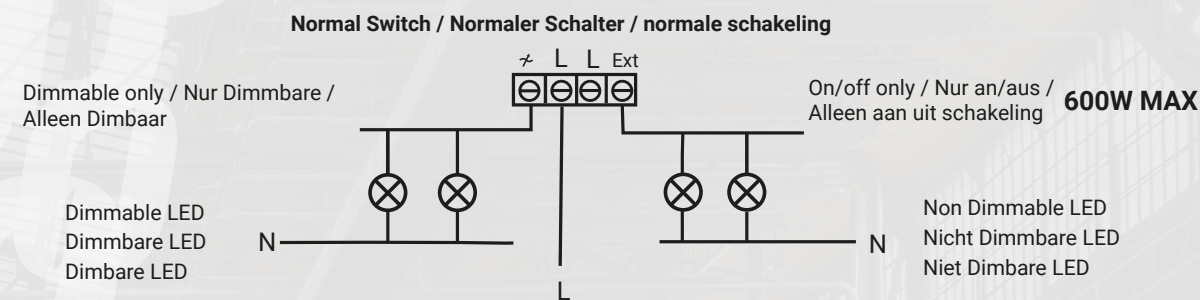 Normal Switch / Normaler Schalter / normale schakeling
≁ L L Ext
Dimmable only / Nur Dimmbare /
Alleen Dimbaar
On/off only / Nur an/aus /
Alleen aan uit schakeling
600W MAX
Dimmable LED
Dimmbare LED
Dimbare LED
N
L
N
Non Dimmable LED
Nicht Dimmbare LED
Niet Dimbare LED